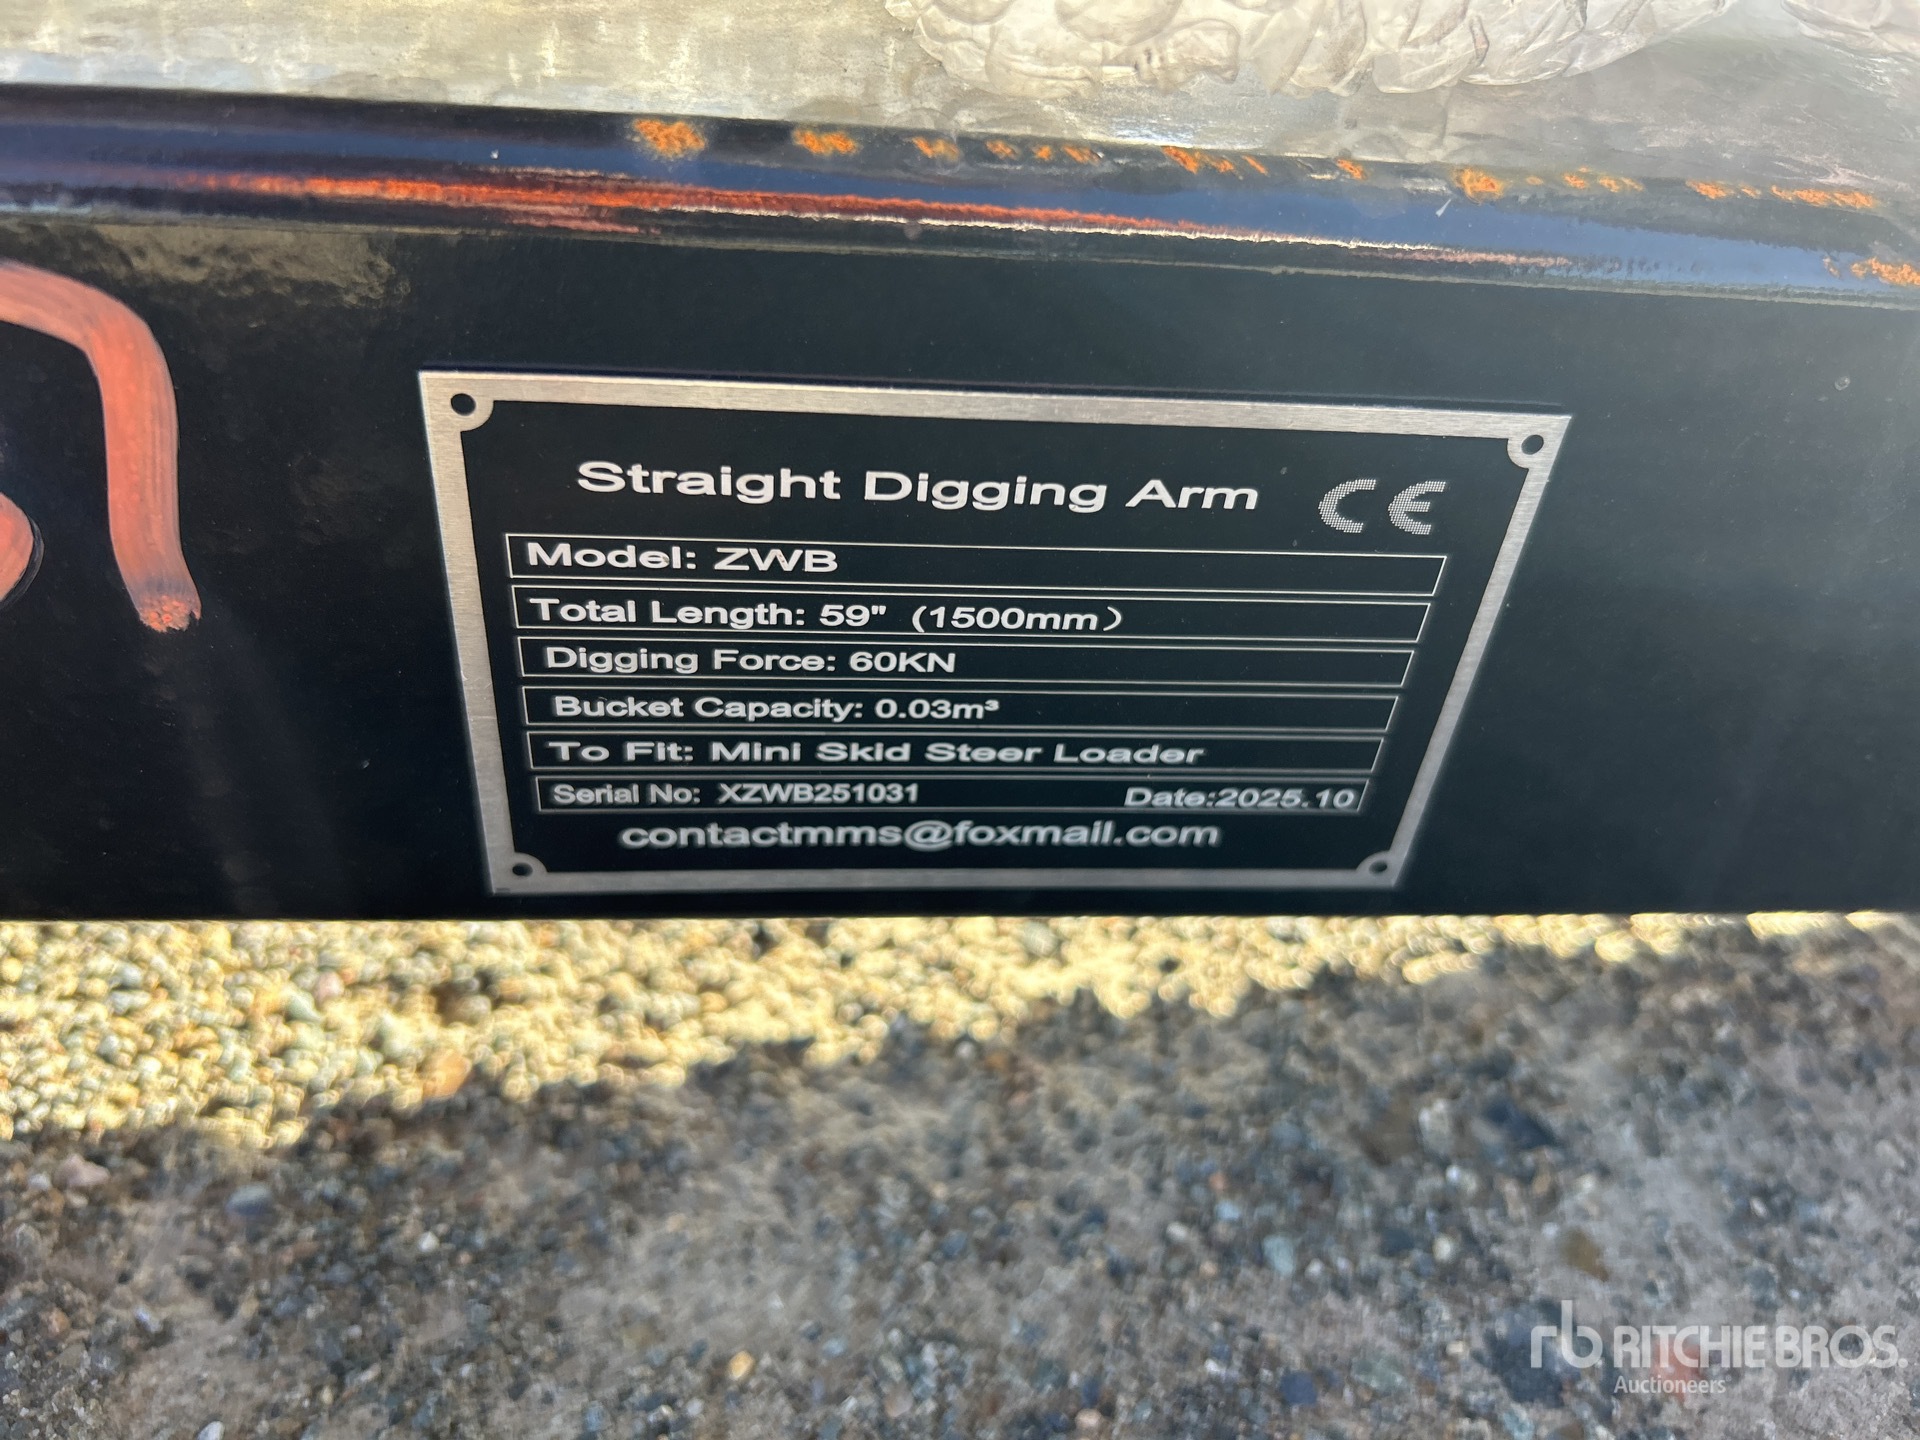 Straight Digging Arm CE
Model: ZWB
Total Length: 59" (1500mm）
Digging Force: 60KN
Bucket Capacity: 0.03m³
To Fit: Mini Skid Steer Loader
Serial No: XZWB251031 Date:2025.10
contactmms@foxmail.com
rb RITCHIE BROS.
Auctioneers